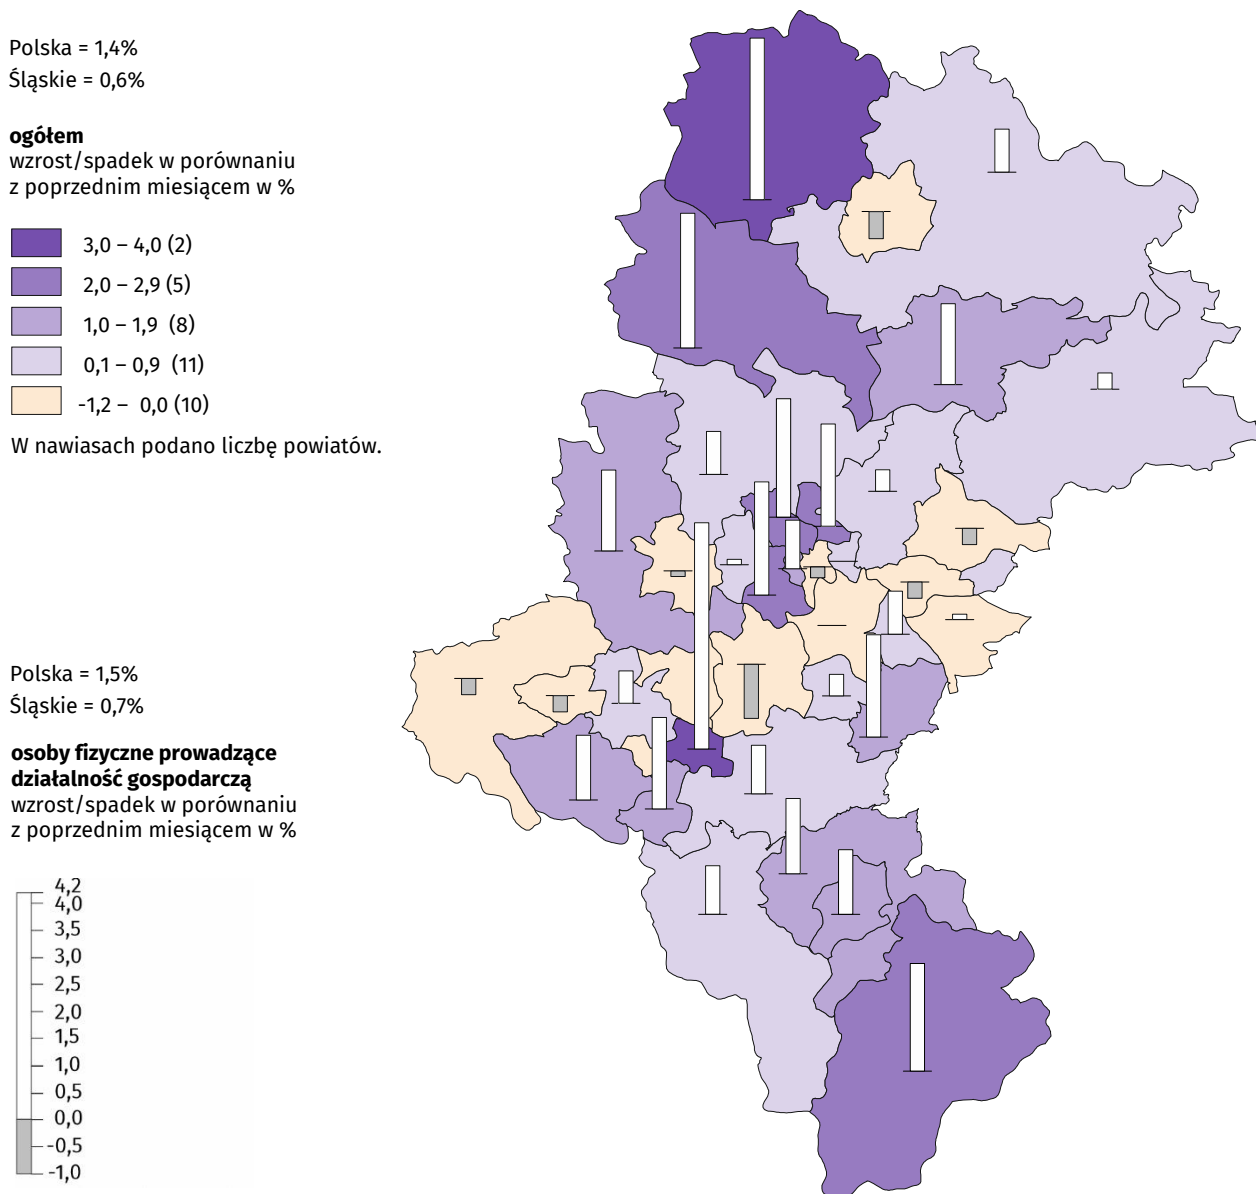 Polska = 1,4%
Śląskie = 0,6%
ogółem
wzrost/spadek w porównaniu
z poprzednim miesiącem w %
3,0 – 4,0 (2)
2,0 – 2,9 (5)
1,0 – 1,9 (8)
0,1 – 0,9 (11)
-1,2 – 0,0 (10)
W nawiasach podano liczbę powiatów.
Polska = 1,5%
Śląskie = 0,7%
osoby fizyczne prowadzące
działalność gospodarczą
wzrost/spadek w porównaniu
z poprzednim miesiącem w %
4,2
4,0
3,5
3,0
2,5
2,0
1,5
1,0
0,5
0,0
-0,5
-1,0